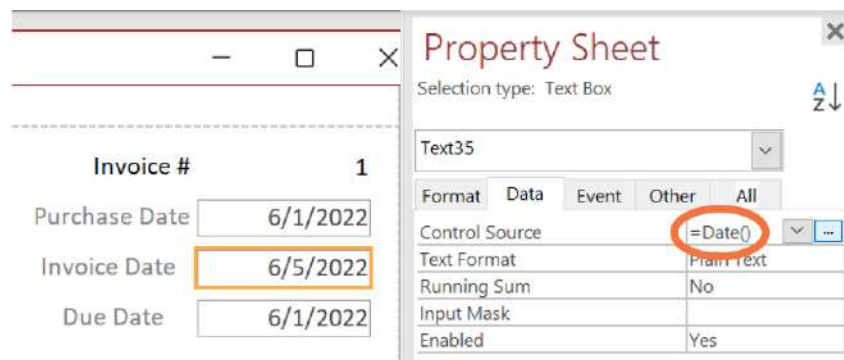 Invoice # 1
Purchase Date 6/1/2022
Invoice Date 6/5/2022
Due Date 6/1/2022
Property Sheet
Selection type: Text Box
A
Z
Text35
Format Data Event Other All
Control Source =Date() ...
Text Format Plain Text
Running Sum No
Input Mask
Enabled Yes